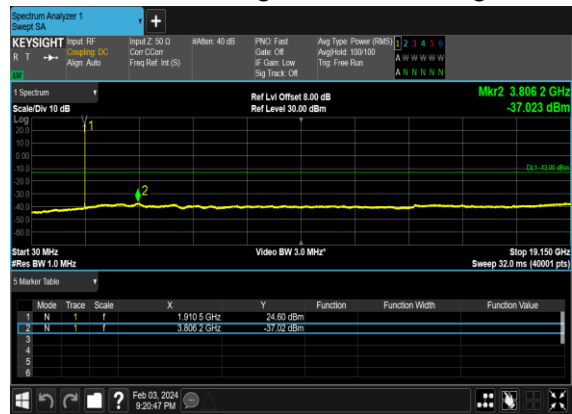 Spectrum Analyzer 1
Swept SA
KEYSIGHT Input: RF Input Z: 50 Ω #Atten: 40 dB PNO: Fast Avg Type: Power (RMS) 1 2 3 4 5 6
R T Coupling: DC Corr CCorr Gate: Off Avg|Hold: 100/100 A W W W W W
Align: Auto Freq Ref: Int (S) IF Gain: Low Trig: Free Run
LXI Sig Track: Off A N N N N N
1 Spectrum Ref Lvl Offset 8.00 dB Mkr2 3.806 2 GHz
Scale/Div 10 dB Ref Level 30.00 dBm -37.023 dBm
Log
20.0 1
10.0
0.00
-10.0 DL1 -13.00 dBm
-20.0
-30.0 2
-40.0
-50.0
-60.0
Start 30 MHz Video BW 3.0 MHz* Stop 19.150 GHz
#Res BW 1.0 MHz Sweep 32.0 ms (40001 pts)
5 Marker Table
Mode Trace Scale X Y Function Function Width Function Value
1 N 1 f 1.910 5 GHz 24.60 dBm
2 N 1 f 3.806 2 GHz -37.02 dBm
3
4
5
6
? Feb 03, 2024
9:20:47 PM